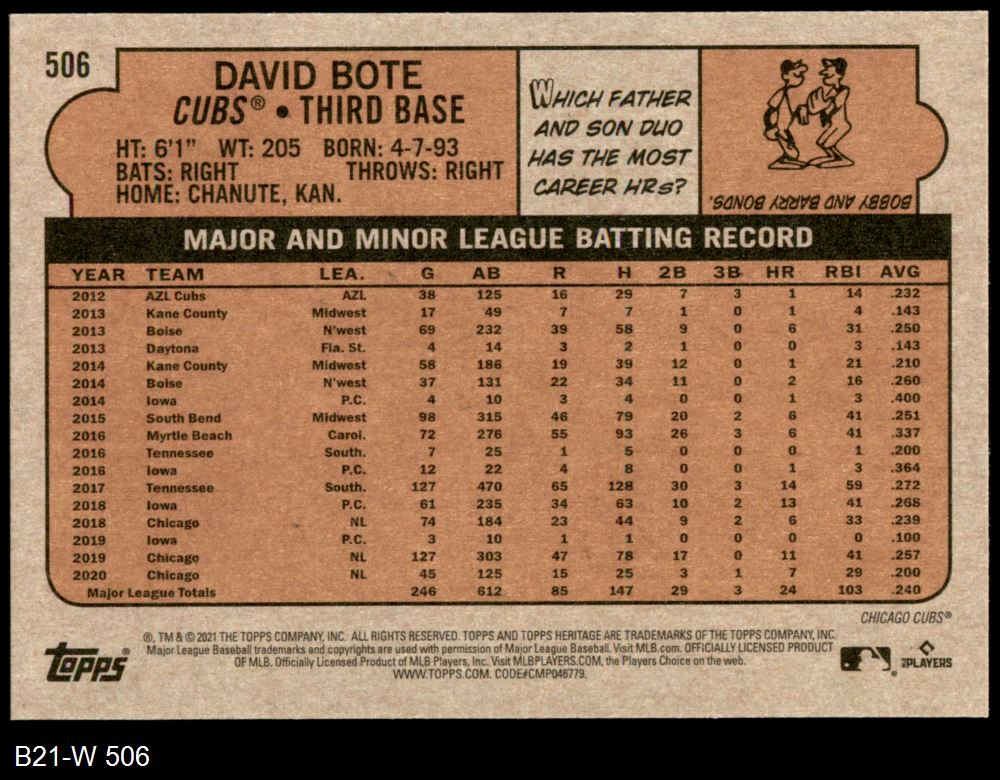 506
DAVID BOTE
CUBS® • THIRD BASE
HT: 6'1" WT: 205 BORN: 4-7-93
BATS: RIGHT THROWS: RIGHT
HOME: CHANUTE, KAN.
WHICH FATHER
AND SON DUO
HAS THE MOST
CAREER HRS?
BOBBY AND BARRY BONDS.
MAJOR AND MINOR LEAGUE BATTING RECORD
YEAR TEAM LEA. G AB R H 2B 3B HR RBI AVG
2012 AZL Cubs AZL 38 125 16 29 7 3 1 14 .232
2013 Kane County Midwest 17 49 7 7 1 0 1 4 .143
2013 Boise N'west 69 232 39 58 9 0 6 31 .250
2013 Daytona Fla. St. 4 14 3 2 1 0 0 3 .143
2014 Kane County Midwest 58 186 19 39 12 0 1 21 .210
2014 Boise N'west 37 131 22 34 11 0 2 16 .260
2014 Iowa P.C. 4 10 3 4 0 0 1 3 .400
2015 South Bend Midwest 98 315 46 79 20 2 6 41 .251
2016 Myrtle Beach Carol. 72 276 55 93 26 3 6 41 .337
2016 Tennessee South. 7 25 1 5 0 0 0 1 .200
2016 Iowa P.C. 12 22 4 8 0 0 1 3 .364
2017 Tennessee South. 127 470 65 128 30 3 14 59 .272
2018 Iowa P.C. 61 235 34 63 10 2 13 41 .268
2018 Chicago NL 74 184 23 44 9 2 6 33 .239
2019 Iowa P.C. 3 10 1 1 0 0 0 0 .100
2019 Chicago NL 127 303 47 78 17 0 11 41 .257
2020 Chicago NL 45 125 15 25 3 1 7 29 .200
Major League Totals 246 612 85 147 29 3 24 103 .240
CHICAGO CUBS®
®, TM & © 2021 THE TOPPS COMPANY, INC. ALL RIGHTS RESERVED. TOPPS AND TOPPS HERITAGE ARE TRADEMARKS OF THE TOPPS COMPANY, INC.
Major League Baseball trademarks and copyrights are used with permission of Major League Baseball. Visit MLB.com. OFFICIALLY LICENSED PRODUCT
OF MLB. Officially Licensed Product of MLB Players, Inc. Visit MLBPLAYERS.COM, the Players Choice on the web.
WWW.TOPPS.COM. CODE#CMP046779.
topps®
MLB PLAYERS
B21-W 506